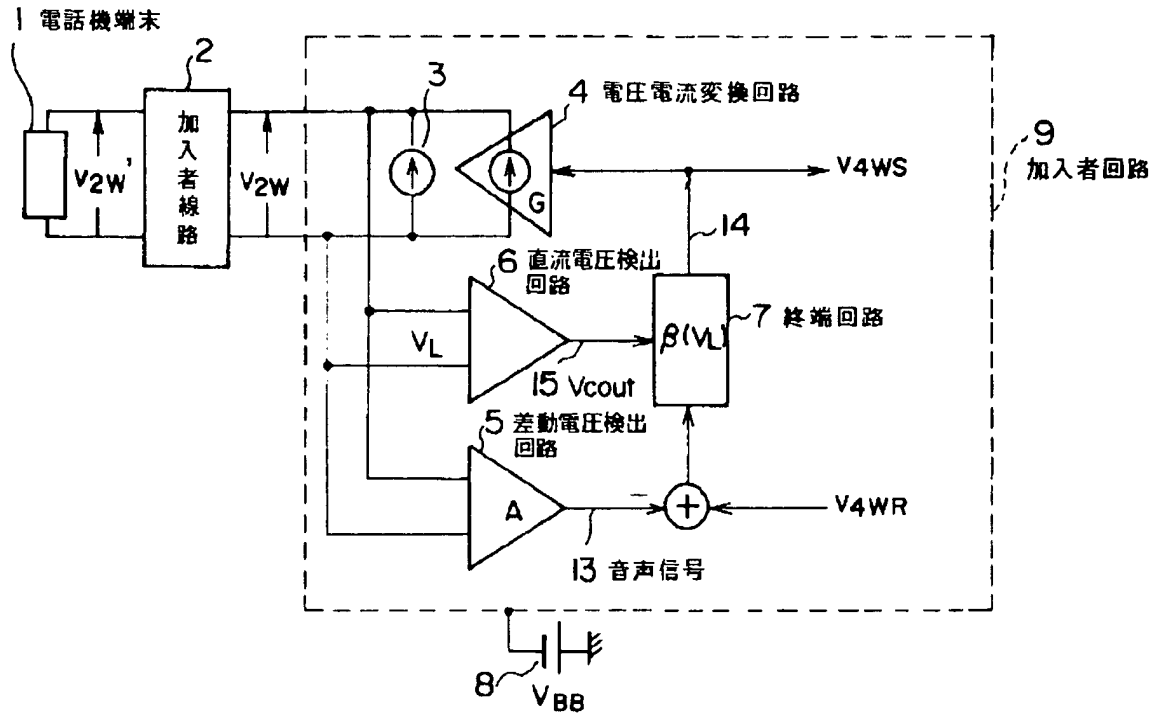 1 電話機端末
2
加入者線路
V2W'
V2W
3
4 電圧電流変換回路
G
V4WS
9
加入者回路
14
6 直流電圧検出
回路
VL
15 Vcout
β(VL)
7 終端回路
5 差動電圧検出
回路
A
−
+
V4WR
13 音声信号
8
VBB